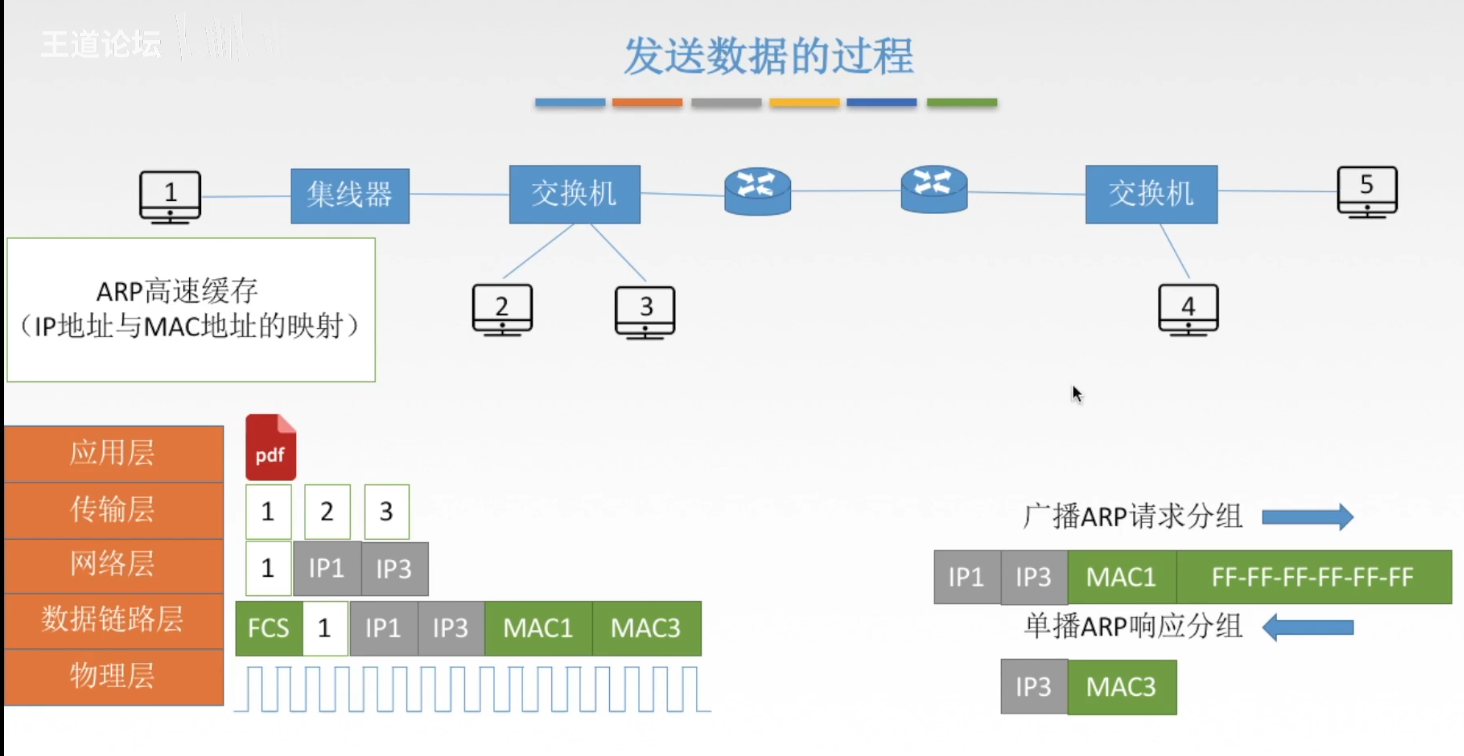 王道论坛
发送数据的过程
1
集线器
交换机
交换机
5
2
3
4
ARP高速缓存
（IP地址与MAC地址的映射）
应用层
pdf
传输层
1 2 3
网络层
1 IP1 IP3
数据链路层
FCS 1 IP1 IP3 MAC1 MAC3
物理层
广播ARP请求分组
IP1 IP3 MAC1 FF-FF-FF-FF-FF-FF
单播ARP响应分组
IP3 MAC3